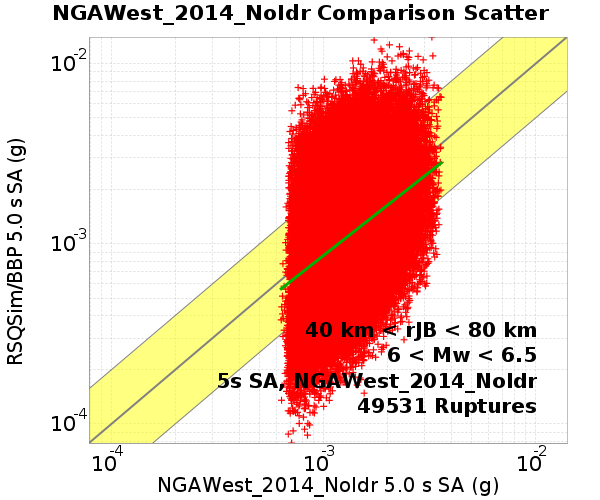 NGAWest_2014_NoIdr Comparison Scatter
10-2
10-3
10-4
RSQSim/BBP 5.0 s SA (g)
40 km < rJB < 80 km
6 < Mw < 6.5
5s SA, NGAWest_2014_NoIdr
49531 Ruptures
10-4 10-3 10-2
NGAWest_2014_NoIdr 5.0 s SA (g)